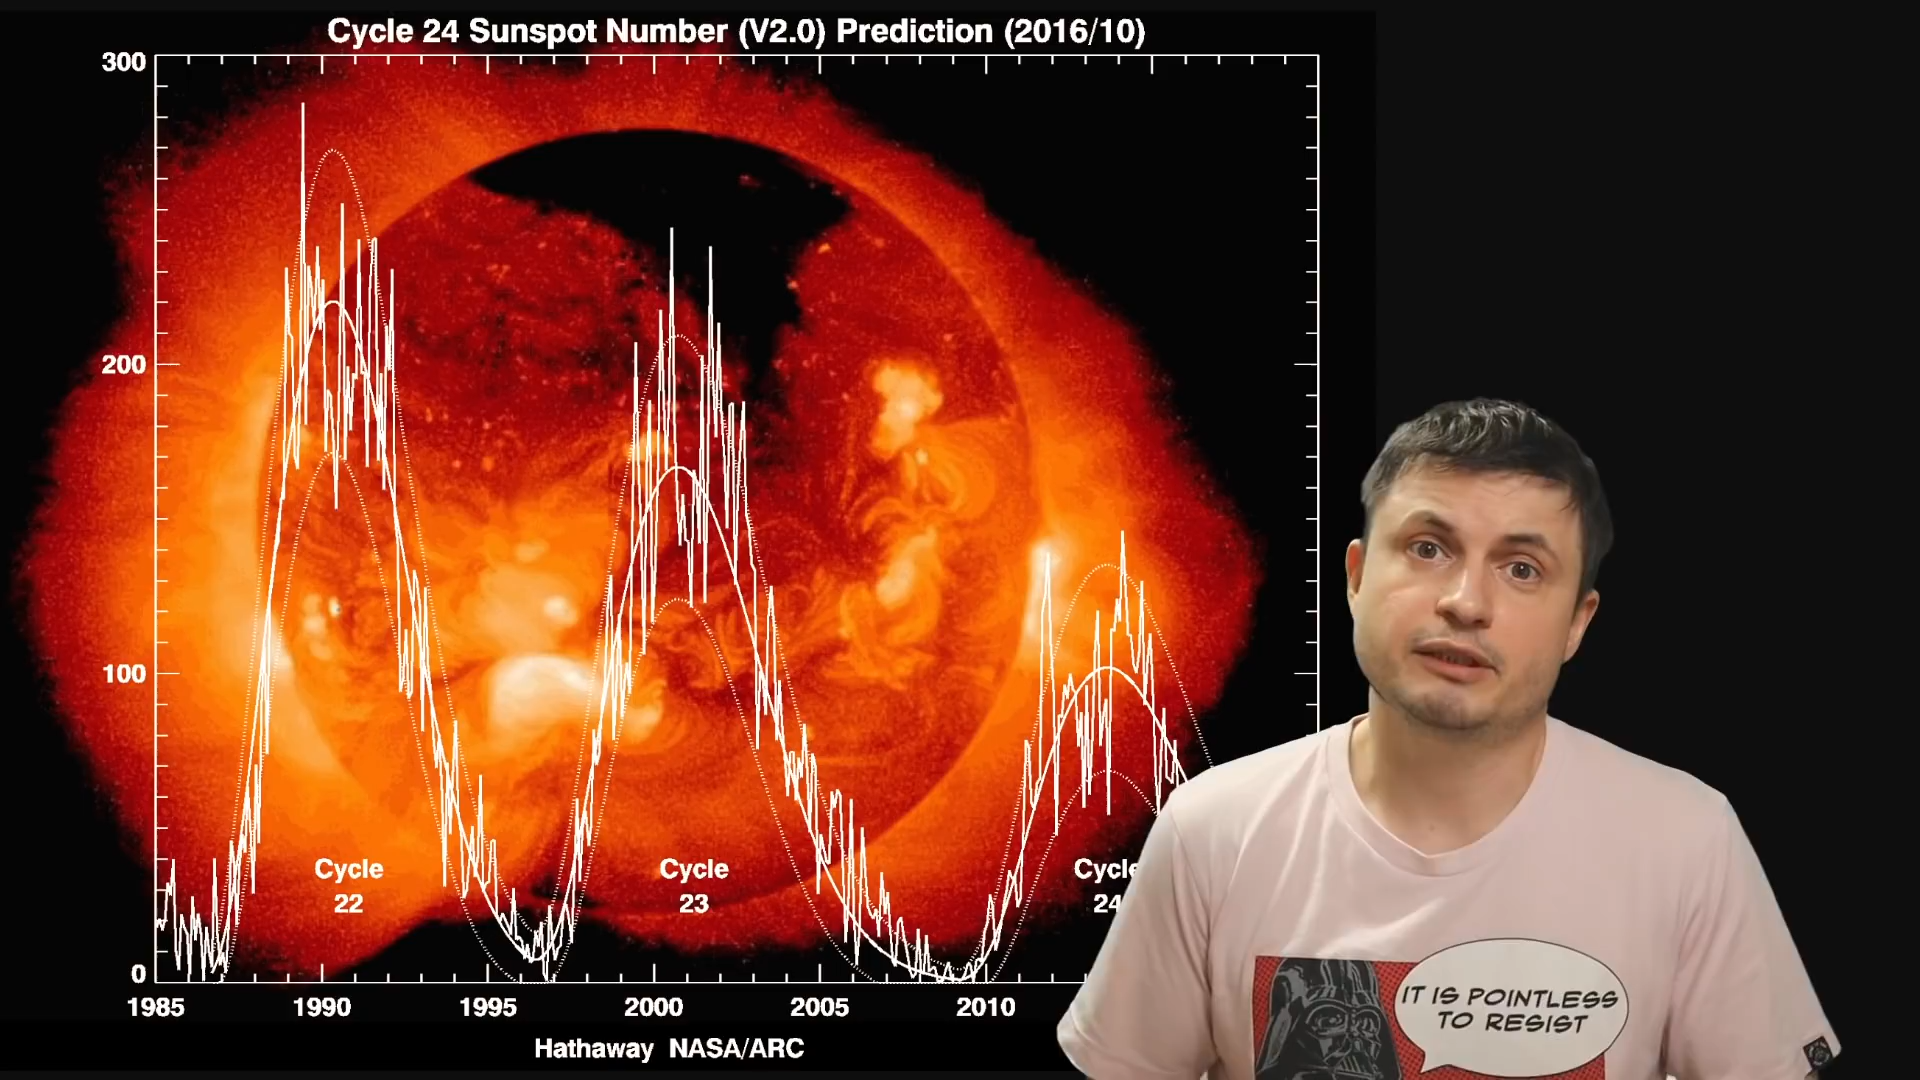 Cycle 24 Sunspot Number (V2.0) Prediction (2016/10)
300
200
100
0
Cycle
22
Cycle
23
Cycle
24
1985 1990 1995 2000 2005 2010
Hathaway NASA/ARC
IT IS POINTLESS
TO RESIST